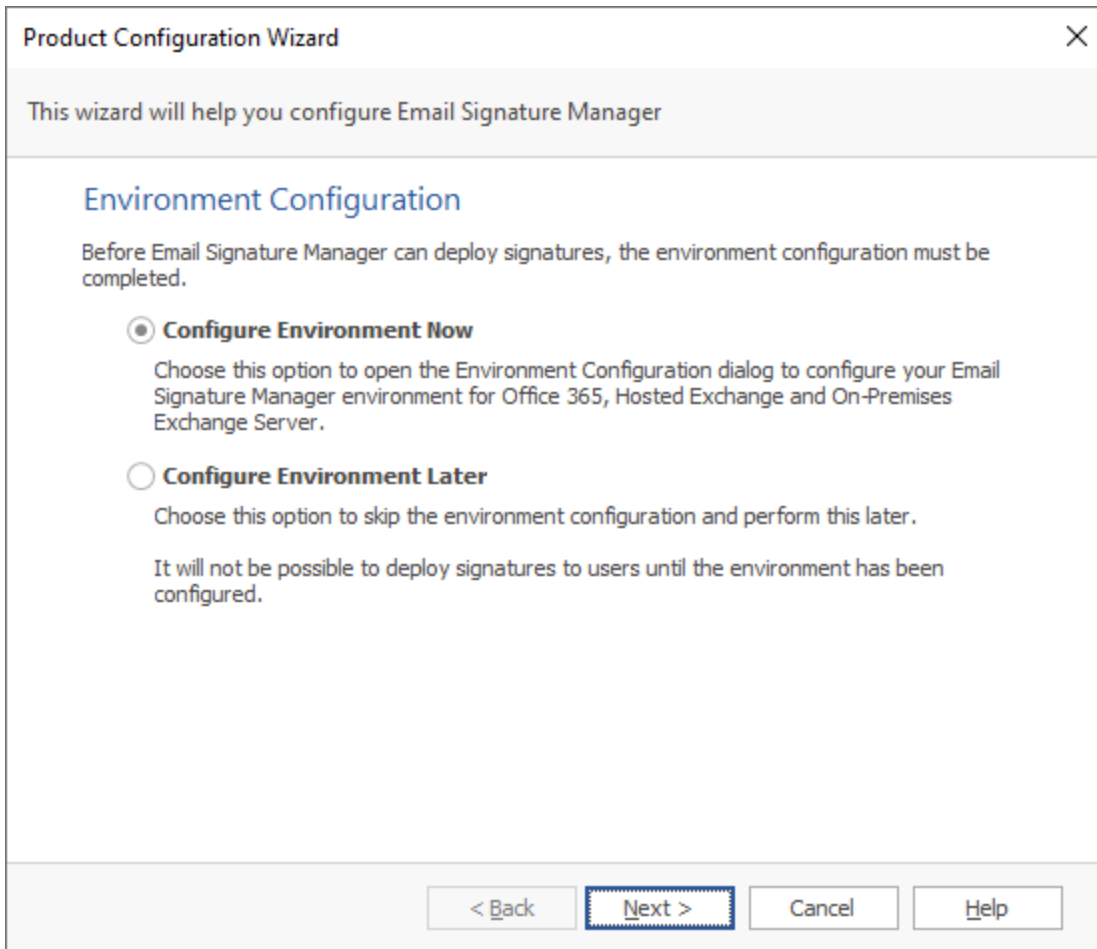 Product Configuration Wizard
This wizard will help you configure Email Signature Manager
Environment Configuration
Before Email Signature Manager can deploy signatures, the environment configuration must be
completed.
Configure Environment Now
Choose this option to open the Environment Configuration dialog to configure your Email
Signature Manager environment for Office 365, Hosted Exchange and On-Premises
Exchange Server.
Configure Environment Later
Choose this option to skip the environment configuration and perform this later.
It will not be possible to deploy signatures to users until the environment has been
configured.
< Back Next > Cancel Help